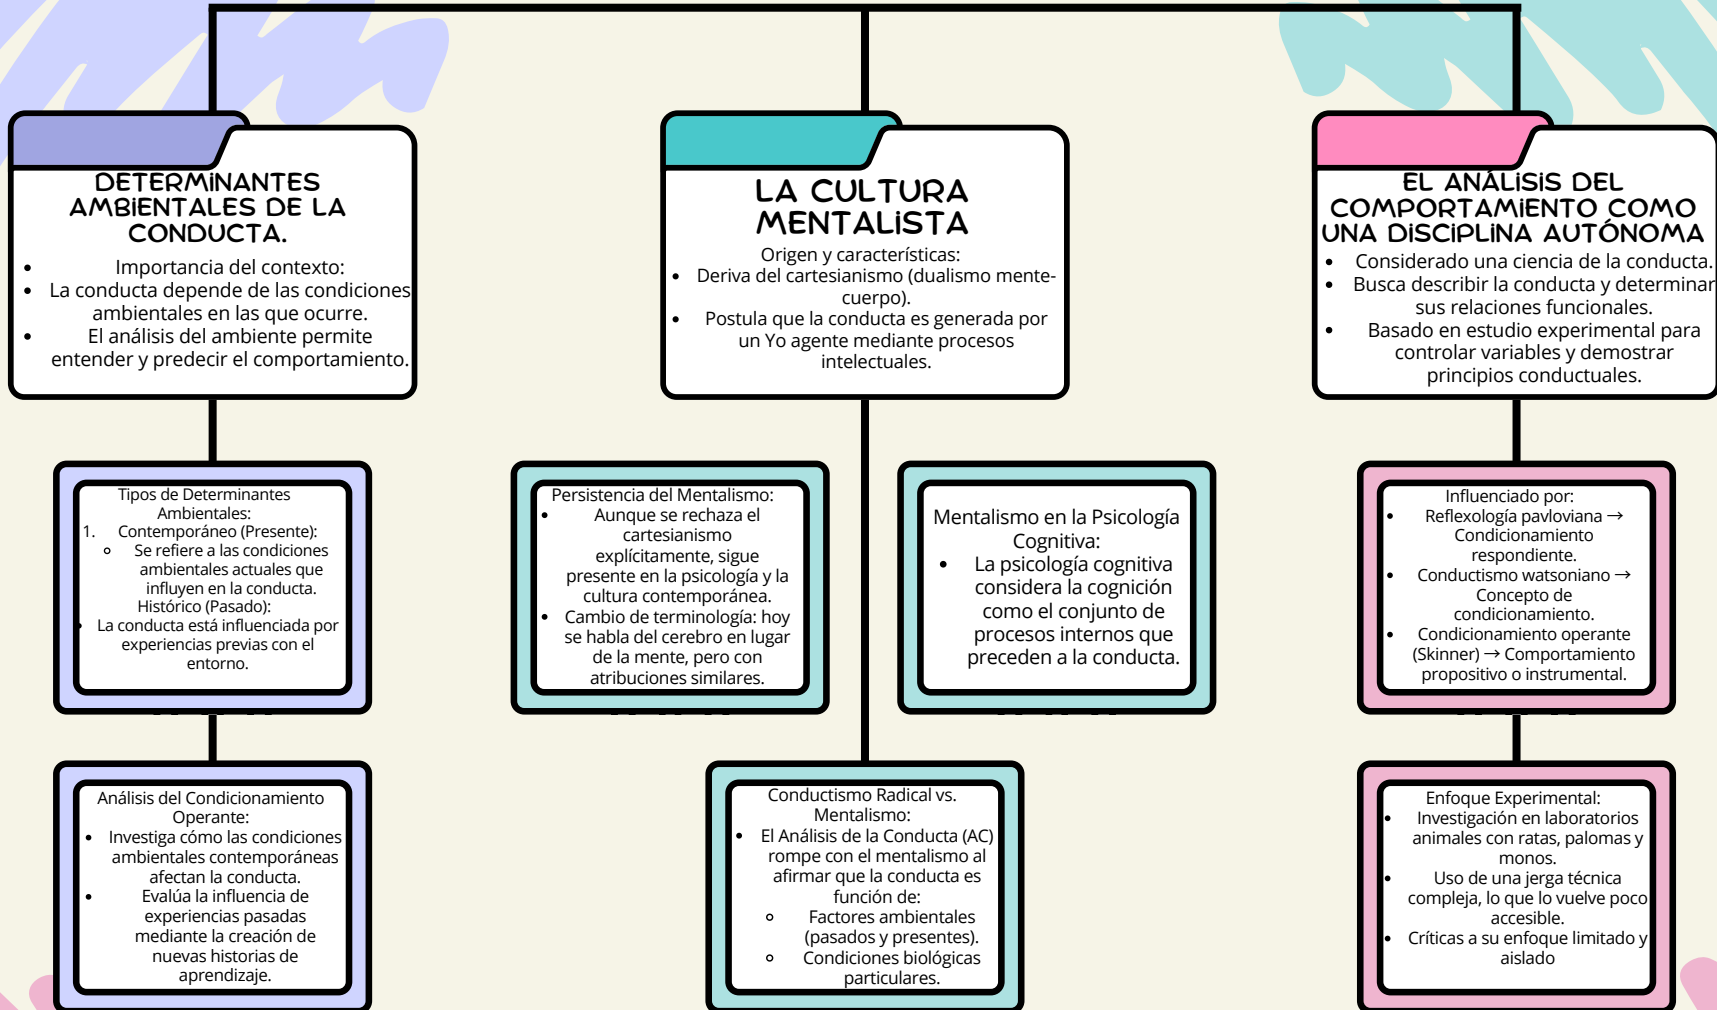 DETERMINANTES
AMBIENTALES DE LA
CONDUCTA.
• Importancia del contexto:
• La conducta depende de las condiciones
ambientales en las que ocurre.
• El análisis del ambiente permite
entender y predecir el comportamiento.
Tipos de Determinantes
Ambientales:
1. Contemporáneo (Presente):
◦ Se refiere a las condiciones
ambientales actuales que
influyen en la conducta.
Histórico (Pasado):
• La conducta está influenciada por
experiencias previas con el
entorno.
Análisis del Condicionamiento
Operante:
• Investiga cómo las condiciones
ambientales contemporáneas
afectan la conducta.
• Evalúa la influencia de
experiencias pasadas
mediante la creación de
nuevas historias de
aprendizaje.
LA CULTURA
MENTALISTA
Origen y características:
• Deriva del cartesianismo (dualismo mente-
cuerpo).
• Postula que la conducta es generada por
un Yo agente mediante procesos
intelectuales.
Persistencia del Mentalismo:
• Aunque se rechaza el
cartesianismo
explícitamente, sigue
presente en la psicología y la
cultura contemporánea.
• Cambio de terminología: hoy
se habla del cerebro en lugar
de la mente, pero con
atribuciones similares.
Mentalismo en la Psicología
Cognitiva:
• La psicología cognitiva
considera la cognición
como el conjunto de
procesos internos que
preceden a la conducta.
Conductismo Radical vs.
Mentalismo:
• El Análisis de la Conducta (AC)
rompe con el mentalismo al
afirmar que la conducta es
función de:
◦ Factores ambientales
(pasados y presentes).
◦ Condiciones biológicas
particulares.
EL ANÁLISIS DEL
COMPORTAMIENTO COMO
UNA DISCIPLINA AUTÓNOMA
• Considerado una ciencia de la conducta.
• Busca describir la conducta y determinar
sus relaciones funcionales.
• Basado en estudio experimental para
controlar variables y demostrar
principios conductuales.
Influenciado por:
• Reflexología pavloviana →
Condicionamiento
respondiente.
• Conductismo watsoniano →
Concepto de
condicionamiento.
• Condicionamiento operante
(Skinner) → Comportamiento
propositivo o instrumental.
Enfoque Experimental:
• Investigación en laboratorios
animales con ratas, palomas y
monos.
• Uso de una jerga técnica
compleja, lo que lo vuelve poco
accesible.
• Críticas a su enfoque limitado y
aislado